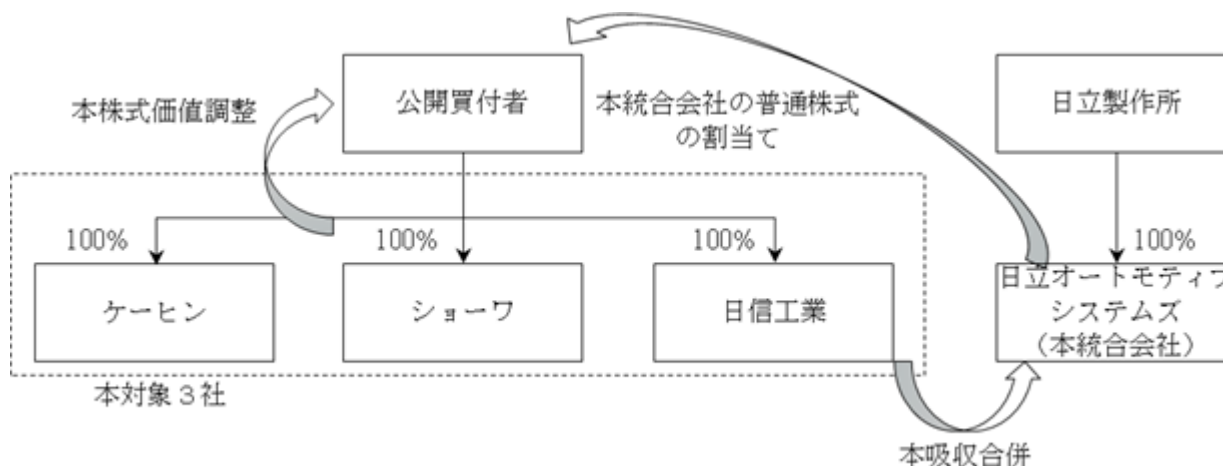 公開買付者
日立製作所
本株式価値調整
本統合会社の普通株式
の割当て
100%
100%
100%
100%
ケーヒン
ショーワ
日信工業
日立オートモティブ
システムズ
（本統合会社）
本対象３社
本吸収合併